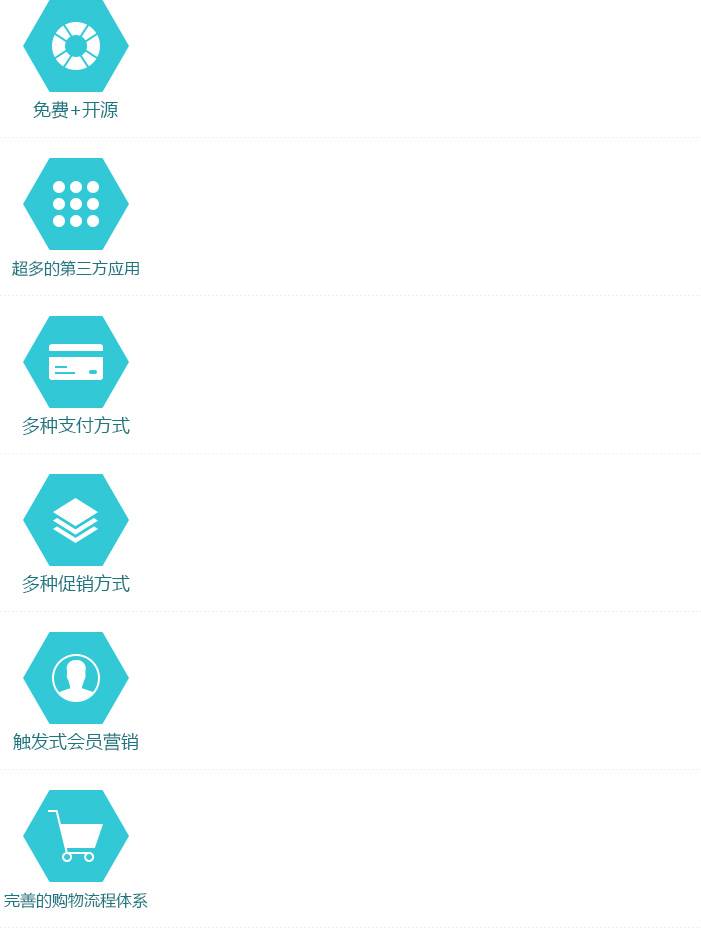 免费+开源
超多的第三方应用
多种支付方式
多种促销方式
触发式会员营销
完善的购物流程体系